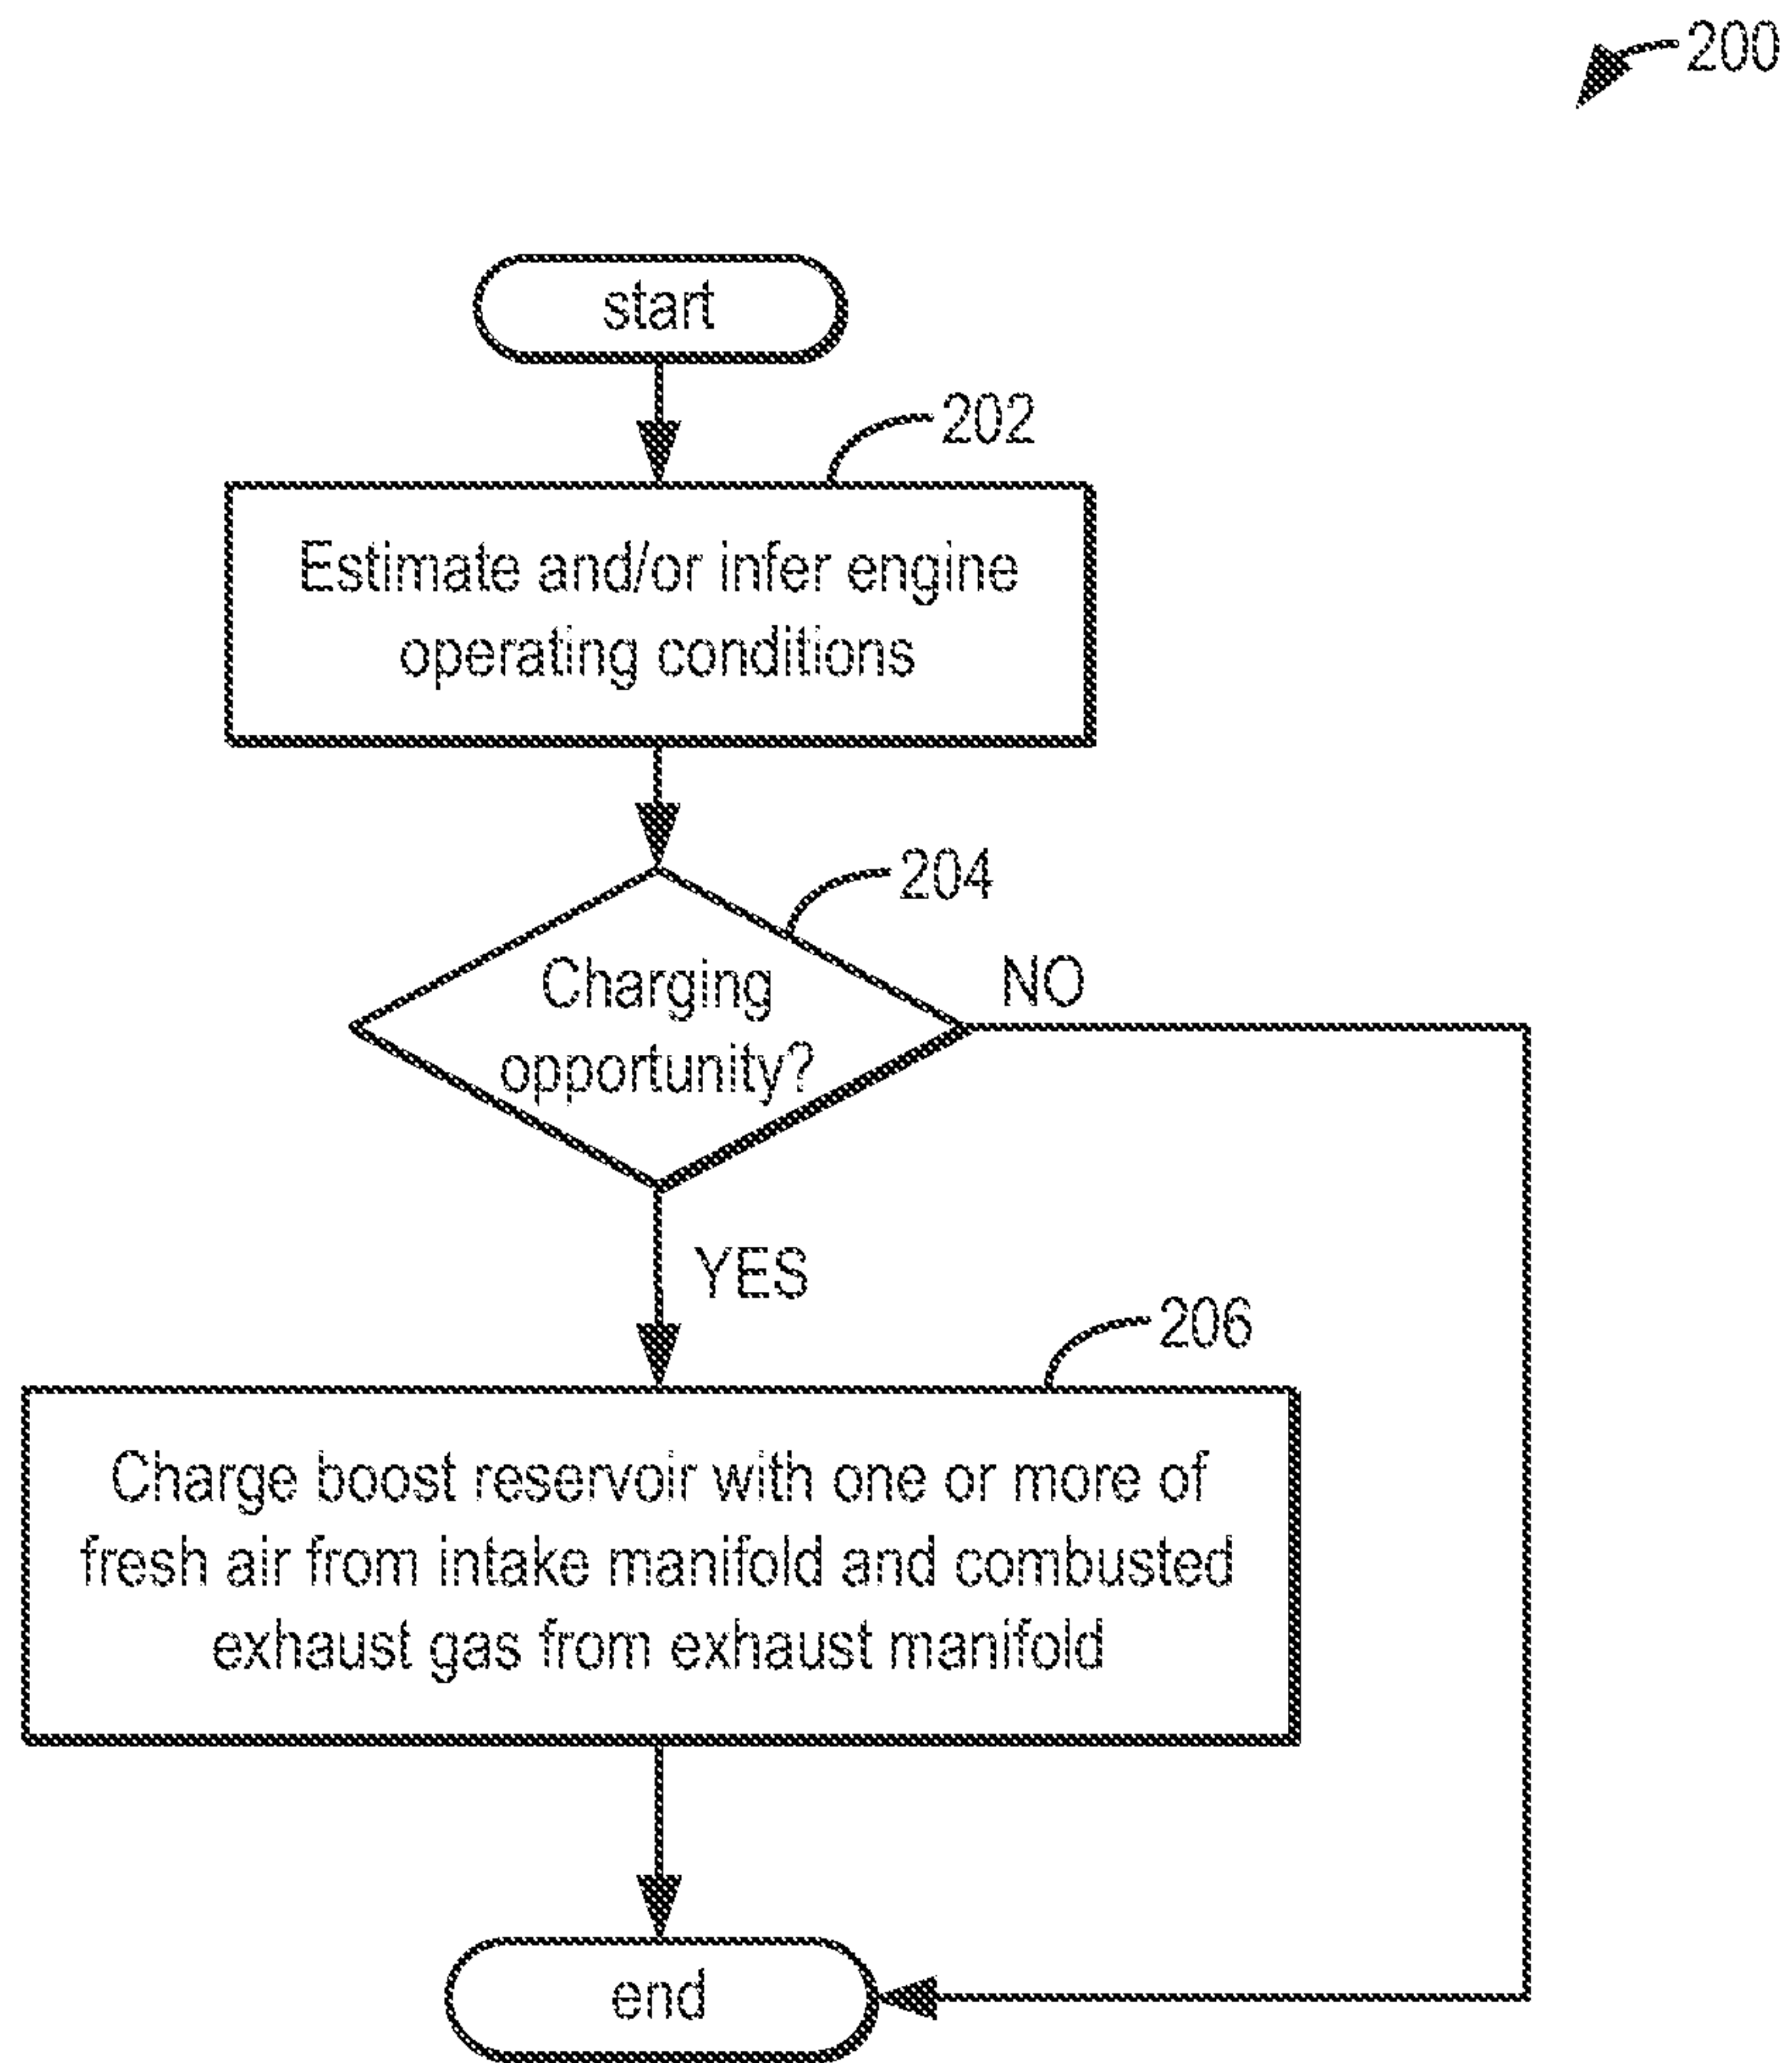 200
start
202
Estimate and/or infer engine
operating conditions
204
Charging
opportunity?
NO
YES
206
Charge boost reservoir with one or more of
fresh air from intake manifold and combusted
exhaust gas from exhaust manifold
end